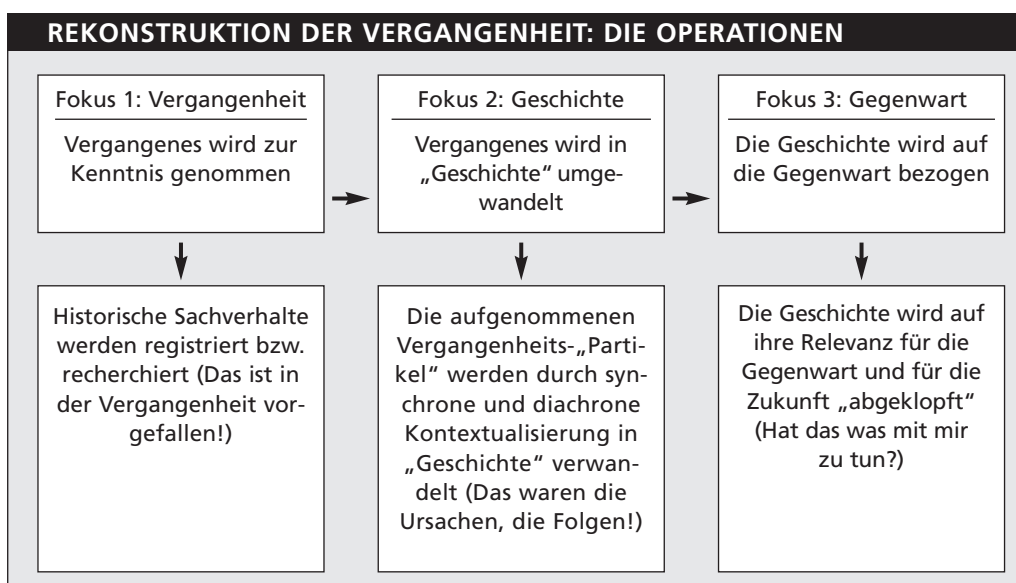 REKONSTRUKTION DER VERGANGENHEIT: DIE OPERATIONEN
Fokus 1: Vergangenheit
Vergangenes wird zur
Kenntnis genommen
Fokus 2: Geschichte
Vergangenes wird in
„Geschichte“ umge-
wandelt
Fokus 3: Gegenwart
Die Geschichte wird auf
die Gegenwart bezogen
Historische Sachverhalte
werden registriert bzw.
recherchiert (Das ist in
der Vergangenheit vor-
gefallen!)
Die aufgenommenen
Vergangenheits-„Parti-
kel“ werden durch syn-
chrone und diachrone
Kontextualisierung in
„Geschichte“ verwan-
delt (Das waren die
Ursachen, die Folgen!)
Die Geschichte wird auf
ihre Relevanz für die
Gegenwart und für die
Zukunft „abgeklopft“
(Hat das was mit mir
zu tun?)